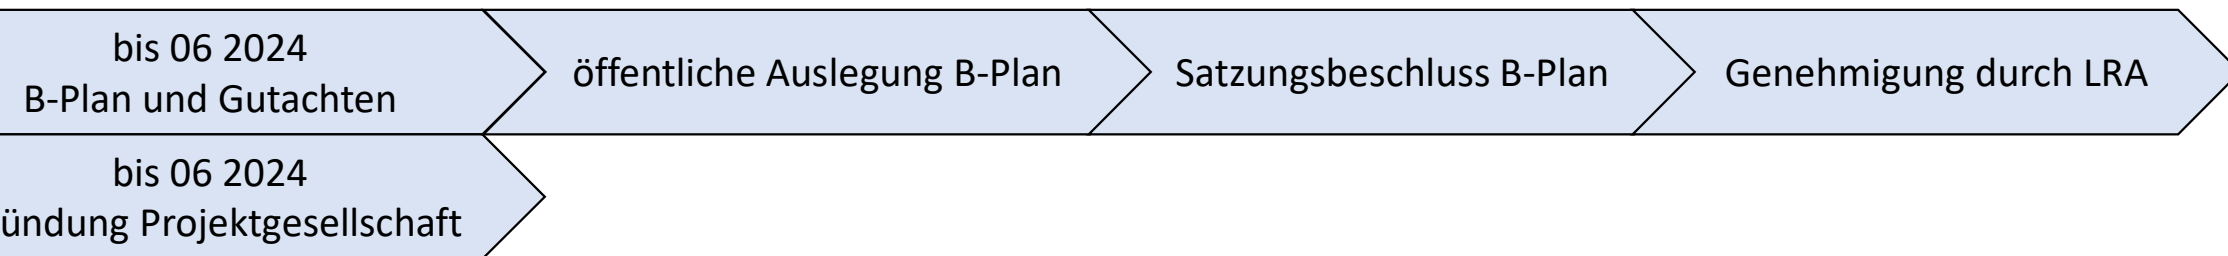 bis 06 2024
B-Plan und Gutachten
öffentliche Auslegung B-Plan
Satzungsbeschluss B-Plan
Genehmigung durch LRA
bis 06 2024
ündung Projektgesellschaft